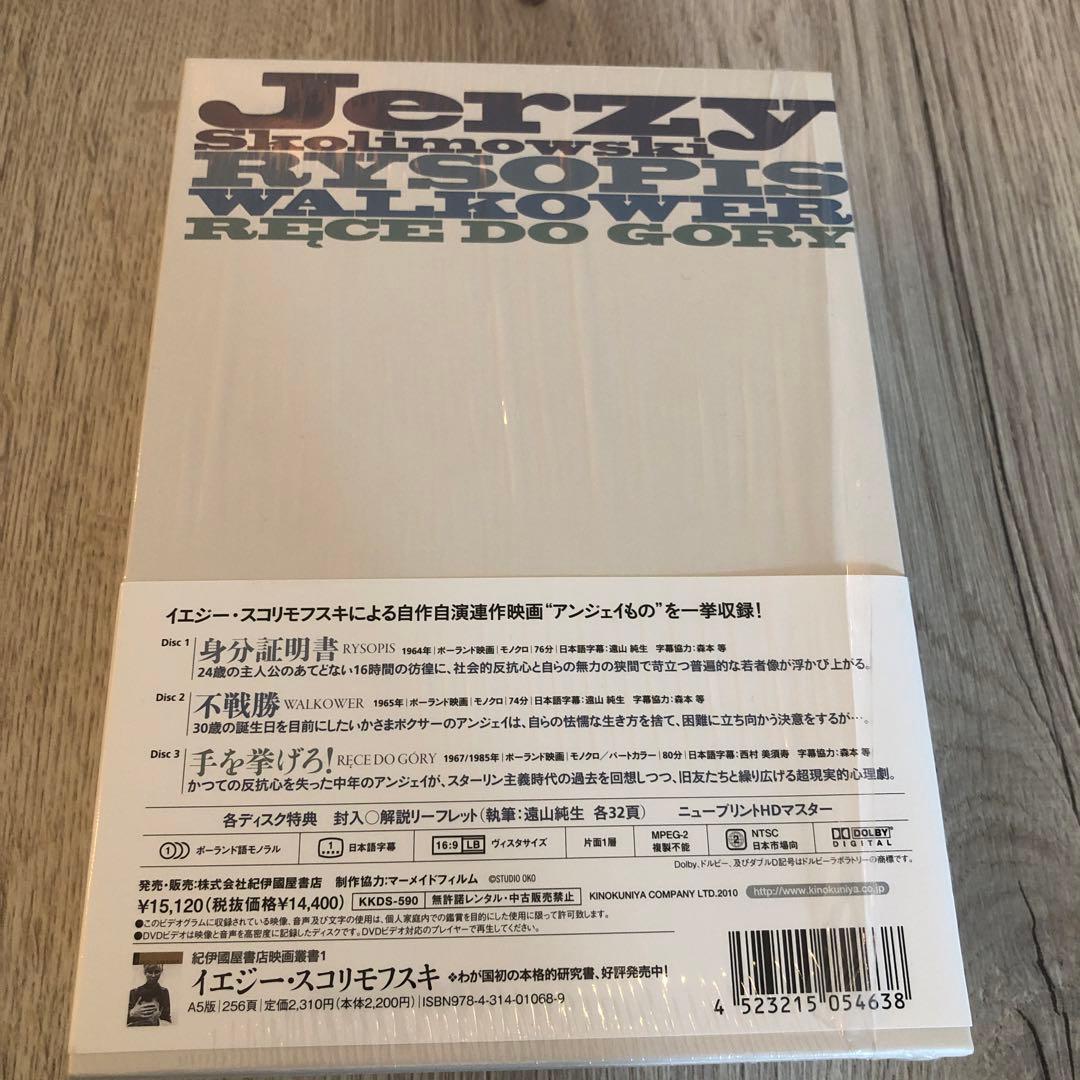 Jerzy
Skolimowski
RYSOPIS
WALKOWER
RĘCE DO GÓRY
イエジー・スコリモフスキによる自作自演連作映画“アンジェイもの”を一挙収録！
Disc 1 身分証明書 RYSOPIS 1964年|ポーランド映画|モノクロ|76分|日本語字幕：遠山 純生 字幕協力：森本 等
24歳の主人公のあてどない16時間の彷徨に、社会的反抗心と自らの無力の狭間で苛立つ普遍的な若者像が浮かび上がる。
Disc 2 不戦勝 WALKOWER 1965年|ポーランド映画|モノクロ|74分|日本語字幕：遠山 純生 字幕協力：森本 等
30歳の誕生日を目前にしたいかさまボクサーのアンジェイは、自らの怯懦な生き方を捨て、困難に立ち向かう決意をするが…。
Disc 3 手を挙げろ！ RĘCE DO GÓRY 1967/1985年|ポーランド映画|モノクロ／パートカラー|80分|日本語字幕：西村 美須寿 字幕協力：森本 等
かつての反抗心を失った中年のアンジェイが、スターリン主義時代の過去を回想しつつ、旧友たちと繰り広げる超現実的心理劇。
各ディスク特典 封入○解説リーフレット（執筆：遠山純生 各32頁） ニュープリントHDマスター
1 ポーランド語モノラル 1 日本語字幕 16:9 LB ヴィスタサイズ 片面1層 MPEG-2 複製不能 2 NTSC 日本市場向 DOLBY DIGITAL
Dolby、ドルビー、及びダブルD記号はドルビーラボラトリーの商標です。
発売・販売：株式会社紀伊國屋書店 制作協力：マーメイドフィルム ©STUDIO OKO
¥15,120（税抜価格¥14,400） KKDS-590 無許諾レンタル・中古販売禁止 KINOKUNIYA COMPANY LTD.2010 http://www.kinokuniya.co.jp
●このビデオグラムに収録されている映像、音声及び文字の使用は、個人家庭内での鑑賞を目的にした使用に限って許可致します。
●DVDビデオは映像と音声を高密度に記録したディスクです。DVDビデオ対応のプレイヤーで再生してください。
紀伊國屋書店映画叢書1
イエジー・スコリモフスキ ❖わが国初の本格的研究書、好評発売中！
A5版|256頁|定価2,310円（本体2,200円）|ISBN978-4-314-01068-9
4 523215 054638